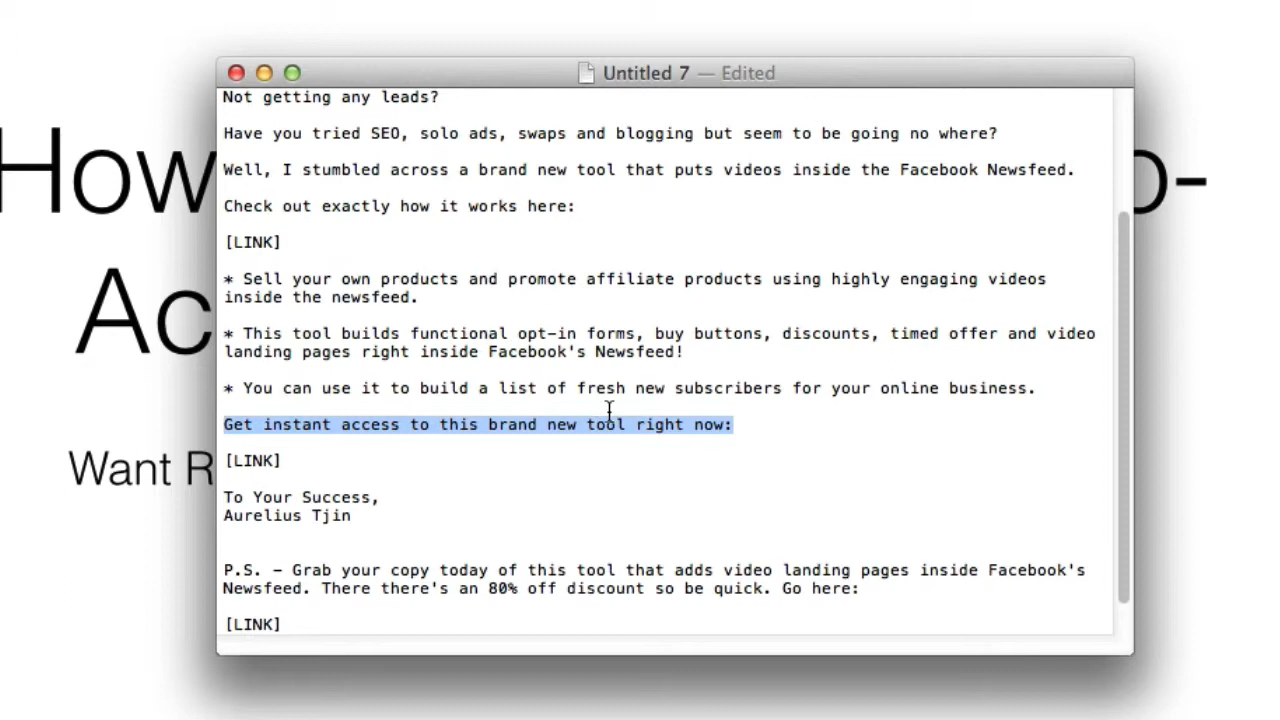 Untitled 7 — Edited
How
o-
Ac
Want R
Not getting any leads?
Have you tried SEO, solo ads, swaps and blogging but seem to be going no where?
Well, I stumbled across a brand new tool that puts videos inside the Facebook Newsfeed.
Check out exactly how it works here:
[LINK]
* Sell your own products and promote affiliate products using highly engaging videos
inside the newsfeed.
* This tool builds functional opt-in forms, buy buttons, discounts, timed offer and video
landing pages right inside Facebook's Newsfeed!
* You can use it to build a list of fresh new subscribers for your online business.
Get instant access to this brand new tool right now:
[LINK]
To Your Success,
Aurelius Tjin
P.S. - Grab your copy today of this tool that adds video landing pages inside Facebook's
Newsfeed. There there's an 80% off discount so be quick. Go here:
[LINK]